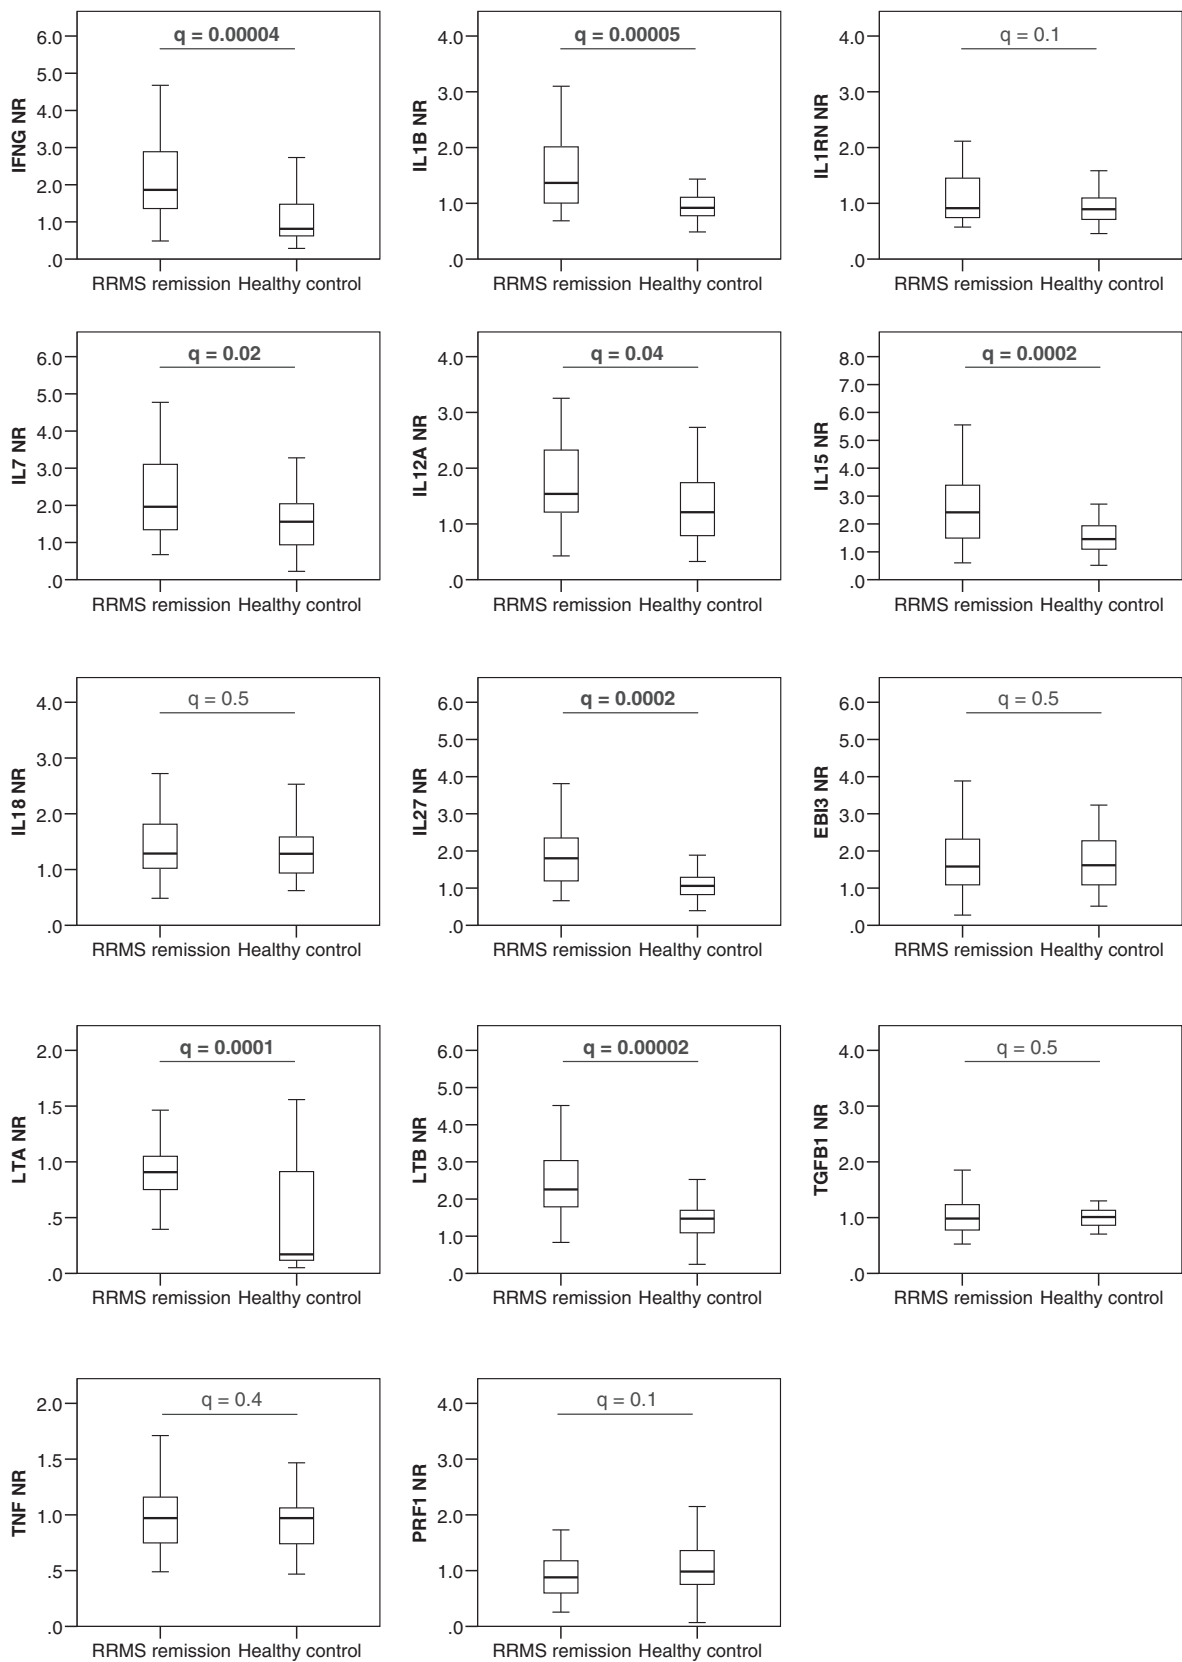 q = 0.00004
6.0
5.0
4.0
3.0
2.0
1.0
.0
IFNG NR
RRMS remission Healthy control
q = 0.00005
4.0
3.0
2.0
1.0
.0
IL1B NR
RRMS remission Healthy control
q = 0.1
4.0
3.0
2.0
1.0
.0
IL1RN NR
RRMS remission Healthy control
q = 0.02
6.0
5.0
4.0
3.0
2.0
1.0
.0
IL7 NR
RRMS remission Healthy control
q = 0.04
4.0
3.0
2.0
1.0
.0
IL12A NR
RRMS remission Healthy control
q = 0.0002
8.0
7.0
6.0
5.0
4.0
3.0
2.0
1.0
.0
IL15 NR
RRMS remission Healthy control
q = 0.5
4.0
3.0
2.0
1.0
.0
IL18 NR
RRMS remission Healthy control
q = 0.0002
6.0
5.0
4.0
3.0
2.0
1.0
.0
IL27 NR
RRMS remission Healthy control
q = 0.5
6.0
5.0
4.0
3.0
2.0
1.0
.0
EBI3 NR
RRMS remission Healthy control
q = 0.0001
2.0
1.5
1.0
.5
.0
LTA NR
RRMS remission Healthy control
q = 0.00002
6.0
5.0
4.0
3.0
2.0
1.0
.0
LTB NR
RRMS remission Healthy control
q = 0.5
4.0
3.0
2.0
1.0
.0
TGFB1 NR
RRMS remission Healthy control
q = 0.4
2.0
1.5
1.0
.5
.0
TNF NR
RRMS remission Healthy control
q = 0.1
4.0
3.0
2.0
1.0
.0
PRF1 NR
RRMS remission Healthy control